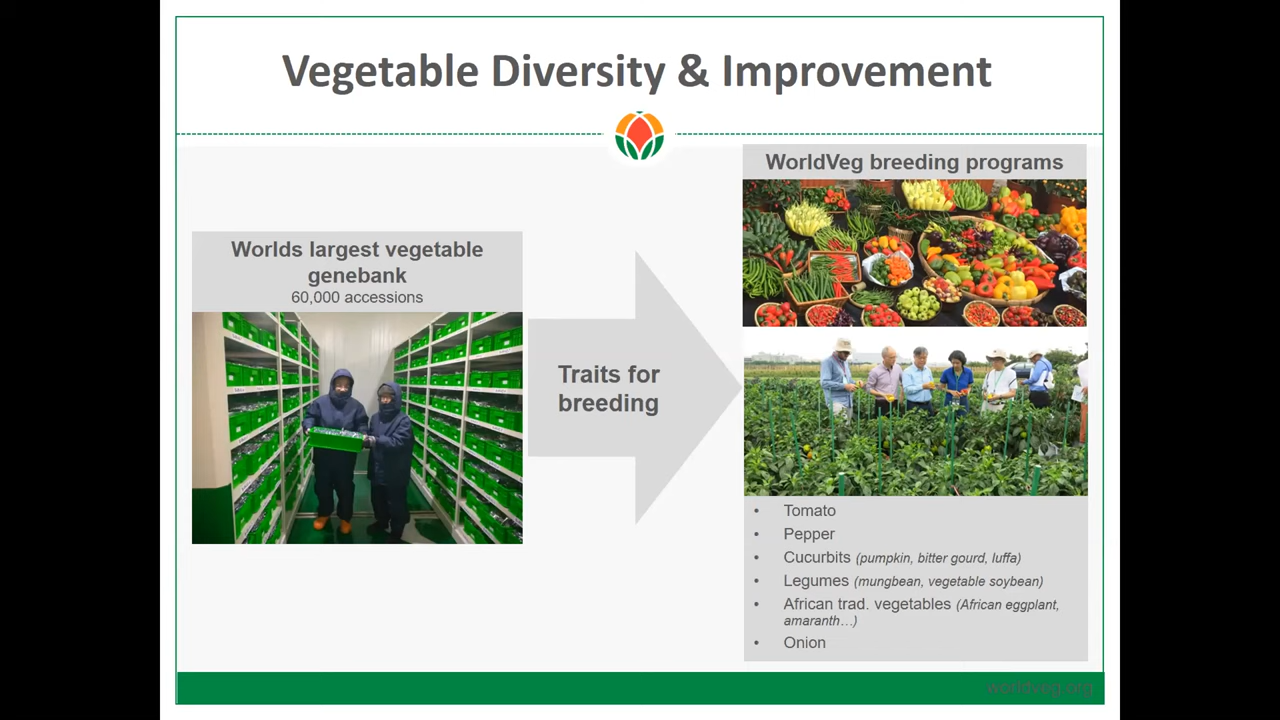 Vegetable Diversity & Improvement
Worlds largest vegetable
genebank
60,000 accessions
Traits for
breeding
WorldVeg breeding programs
• Tomato
• Pepper
• Cucurbits (pumpkin, bitter gourd, luffa)
• Legumes (mungbean, vegetable soybean)
• African trad. vegetables (African eggplant,
amaranth…)
• Onion
worldveg.org